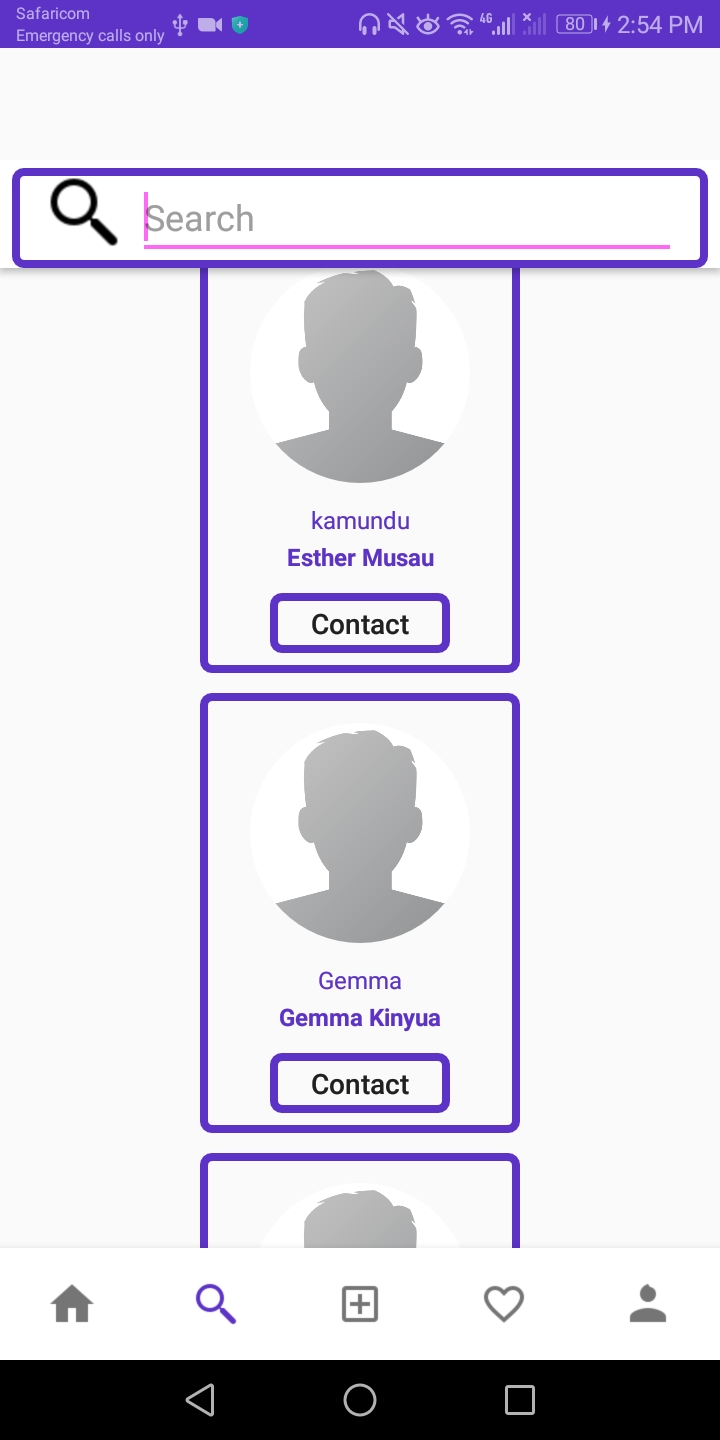 Safaricom
Emergency calls only
4G
80
2:54 PM
Search
kamundu
Esther Musau
Contact
Gemma
Gemma Kinyua
Contact